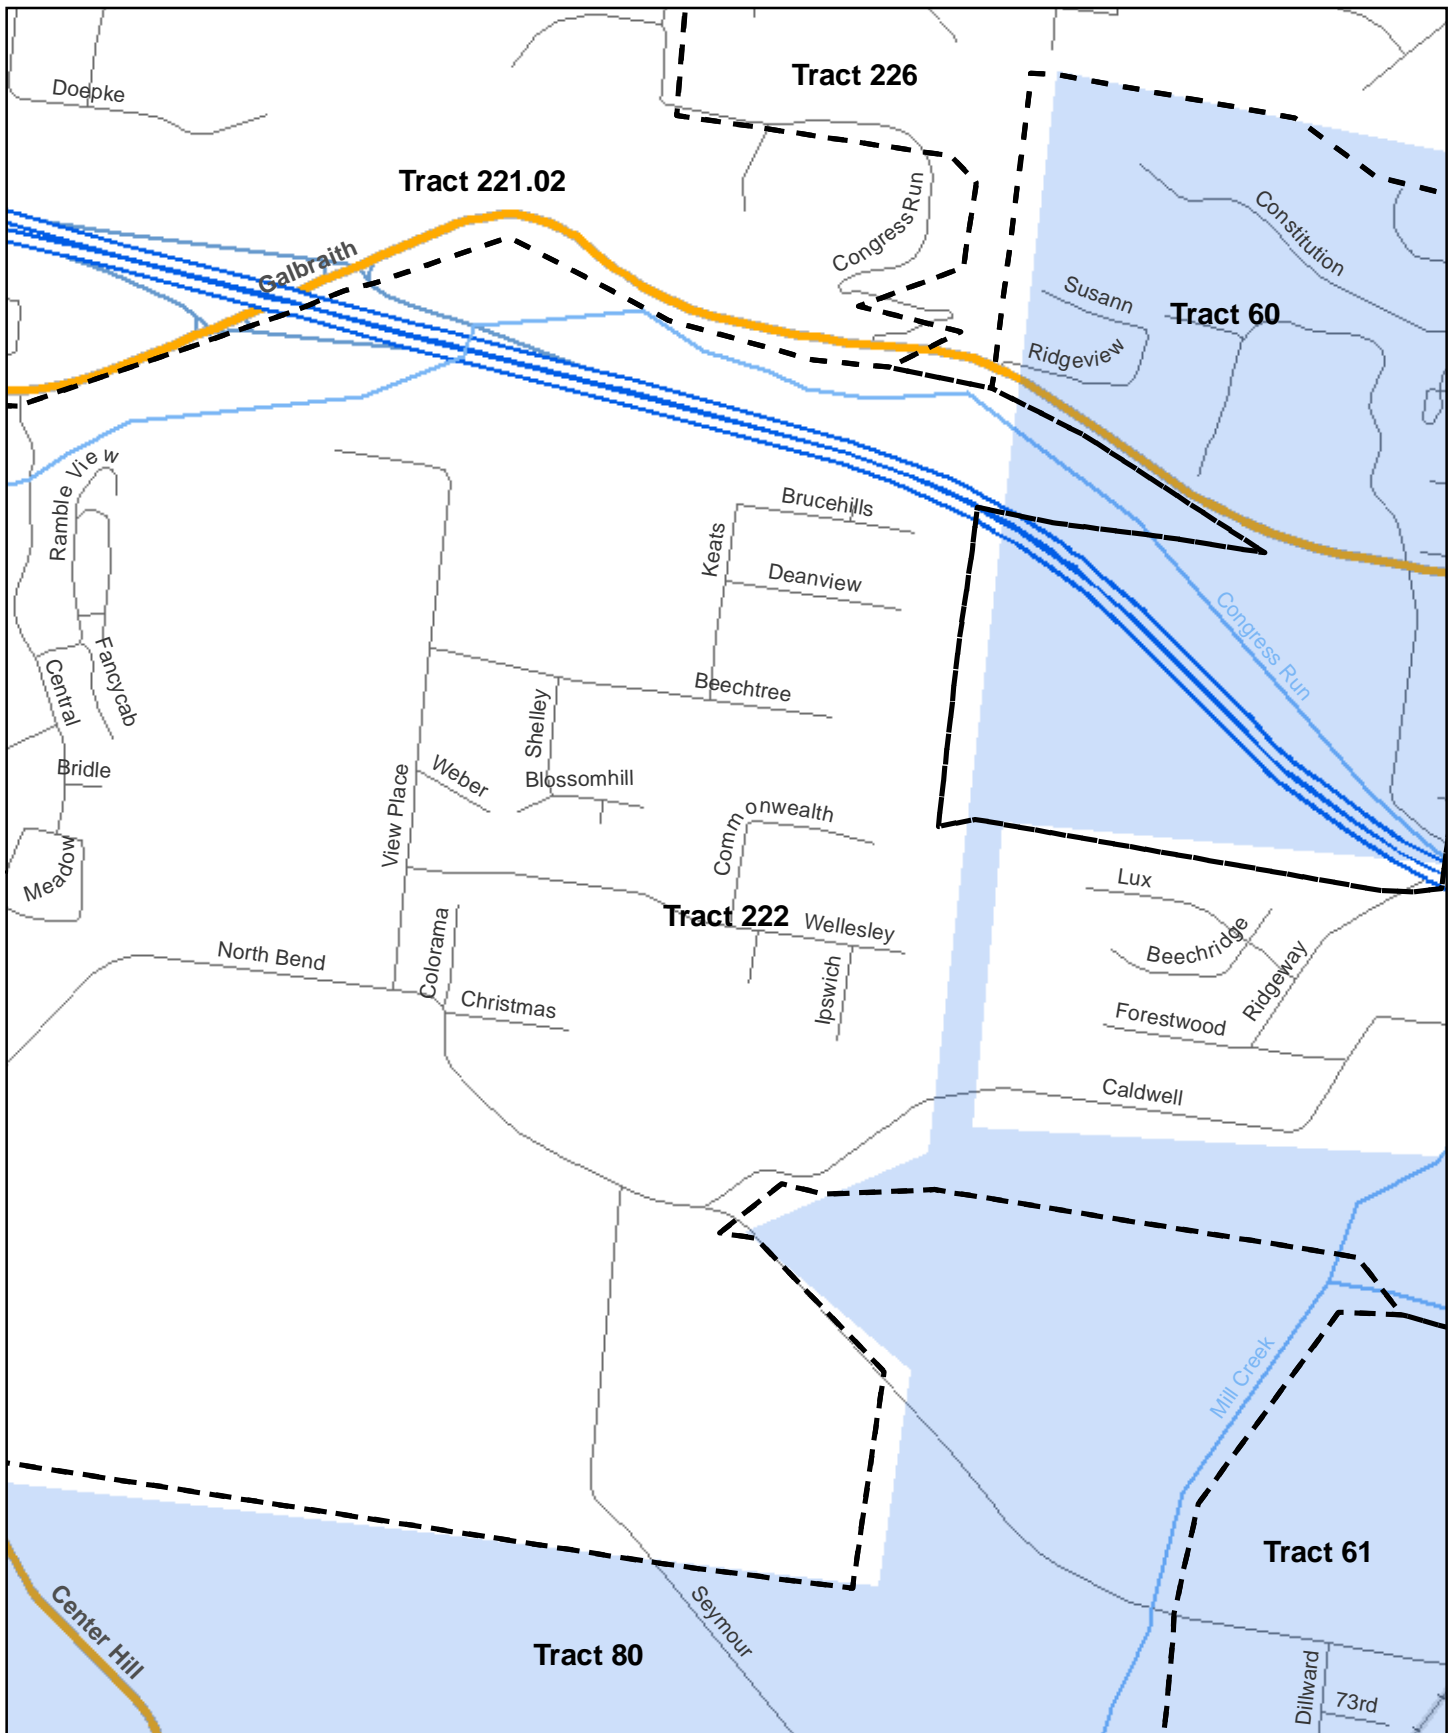 Tract 226
Doepke
Tract 221.02
Congress Run
Constitution
Galbraith
Susann
Tract 60
Ridgeview
Ramble View
Brucehills
Keats
Deanview
Congress Run
Fancycab
Central
Beechtree
Shelley
Bridle
Weber
Blossomhill
View Place
Commonwealth
Meadow
Lux
Tract 222
Wellesley
Colorama
North Bend
Beechridge
Ipswich
Ridgeway
Christmas
Forestwood
Caldwell
Mill Creek
Tract 61
Center Hill
Seymour
Tract 80
Dillward
73rd